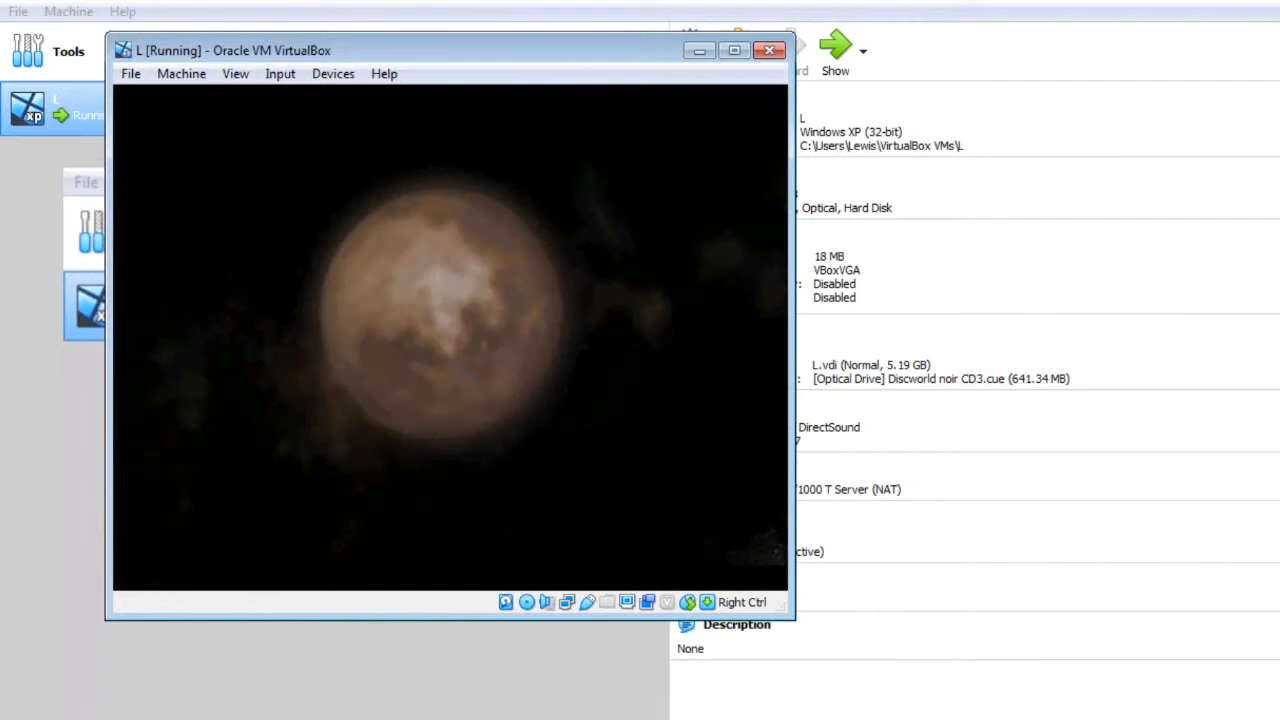 File Machine Help
Tools
L [Running] - Oracle VM VirtualBox
File Machine View Input Devices Help
Show
L
xp
L
Windows XP (32-bit)
C:\Users\Lewis\VirtualBox VMs\L
File
, Optical, Hard Disk
18 MB
VBoxVGA
: Disabled
Disabled
L.vdi (Normal, 5.19 GB)
: [Optical Drive] Discworld noir CD3.cue (641.34 MB)
DirectSound
/1000 T Server (NAT)
ctive)
Right Ctrl
Description
None